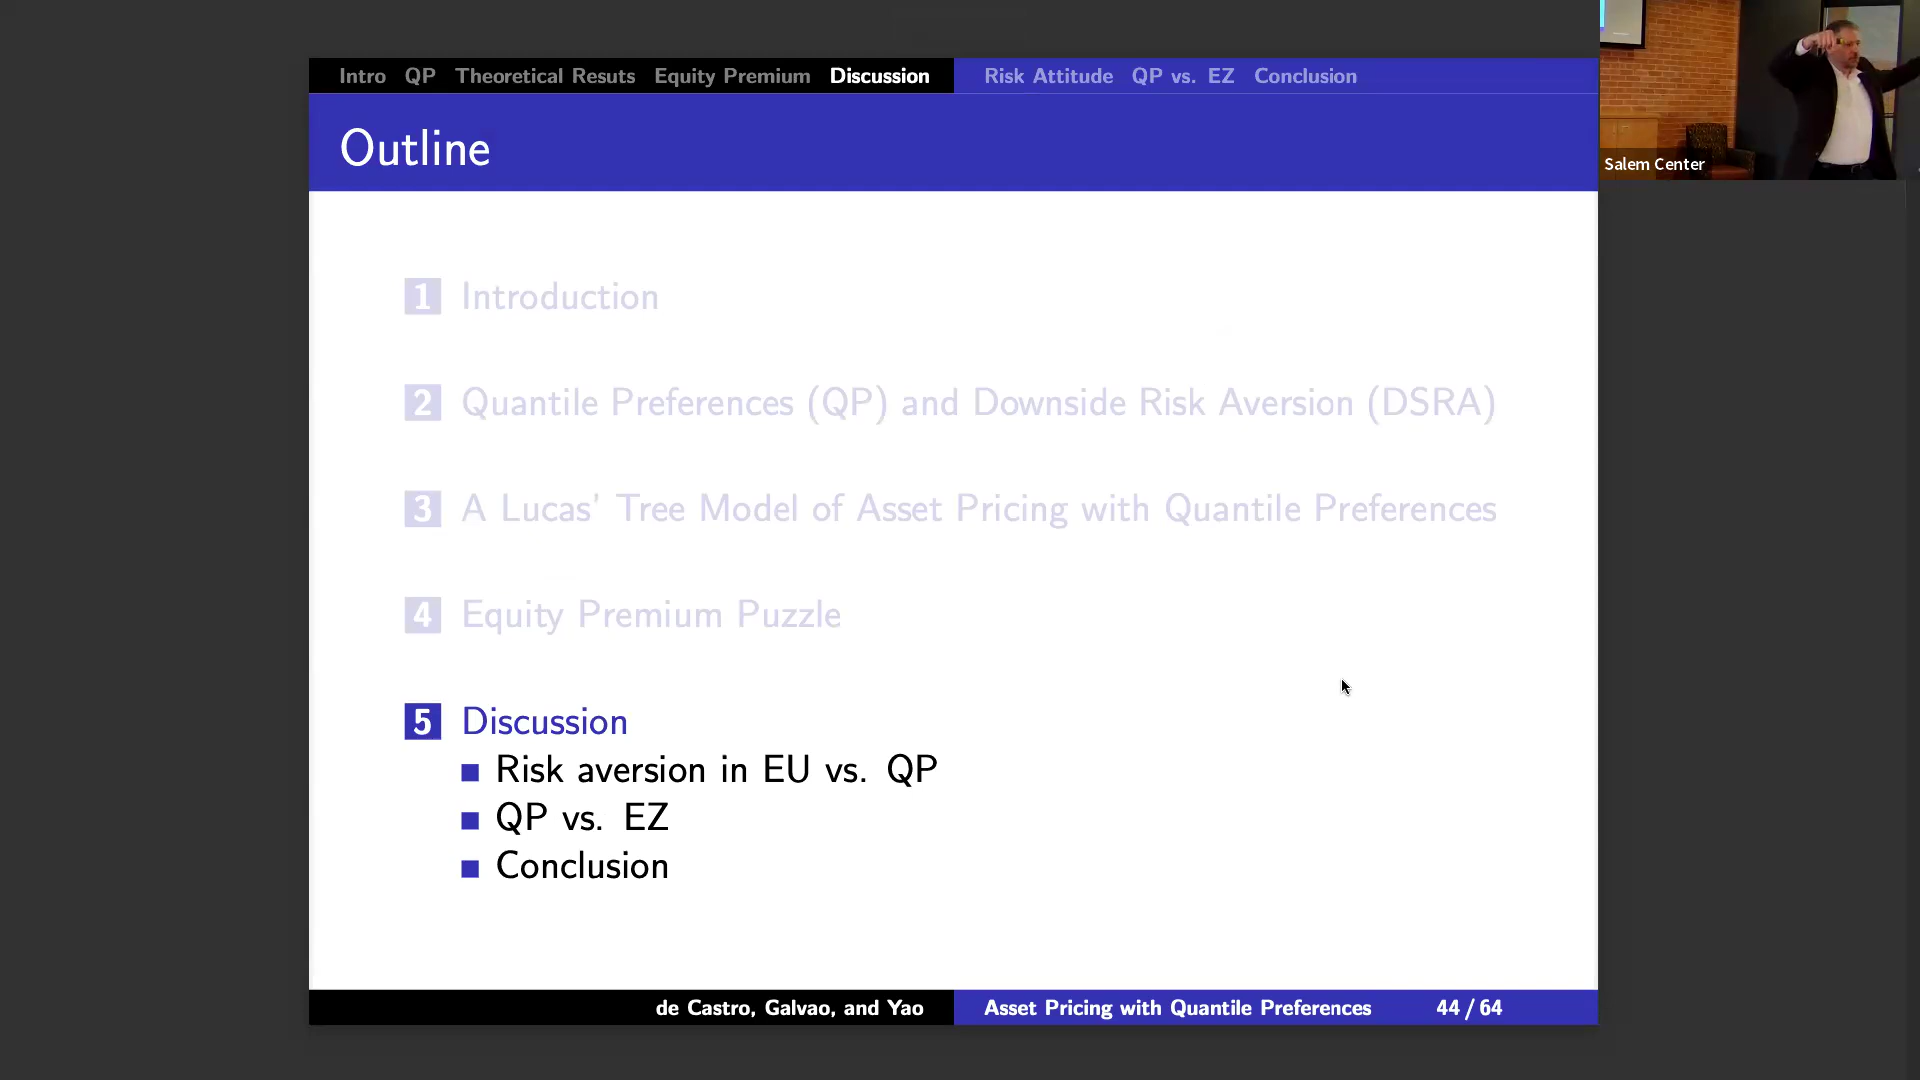 Intro QP Theoretical Resuts Equity Premium Discussion Risk Attitude QP vs. EZ Conclusion
Outline
Salem Center
1 Introduction
2 Quantile Preferences (QP) and Downside Risk Aversion (DSRA)
3 A Lucas' Tree Model of Asset Pricing with Quantile Preferences
4 Equity Premium Puzzle
5 Discussion
Risk aversion in EU vs. QP
QP vs. EZ
Conclusion
de Castro, Galvao, and Yao Asset Pricing with Quantile Preferences 44 / 64